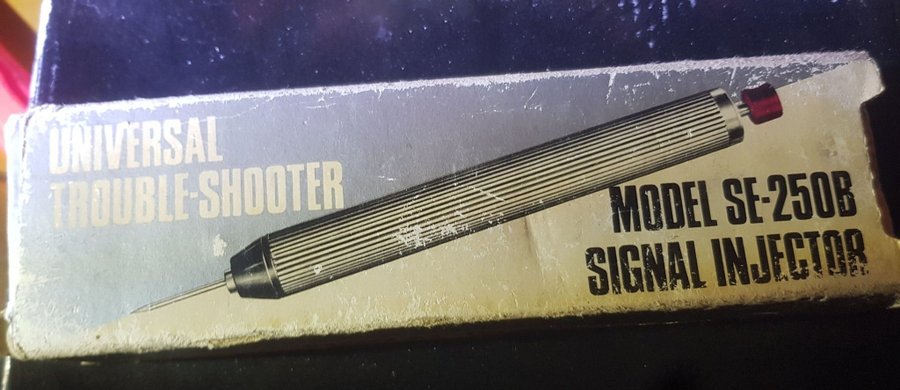 UNIVERSAL
TROUBLE-SHOOTER
MODEL SE-250B
SIGNAL INJECTOR